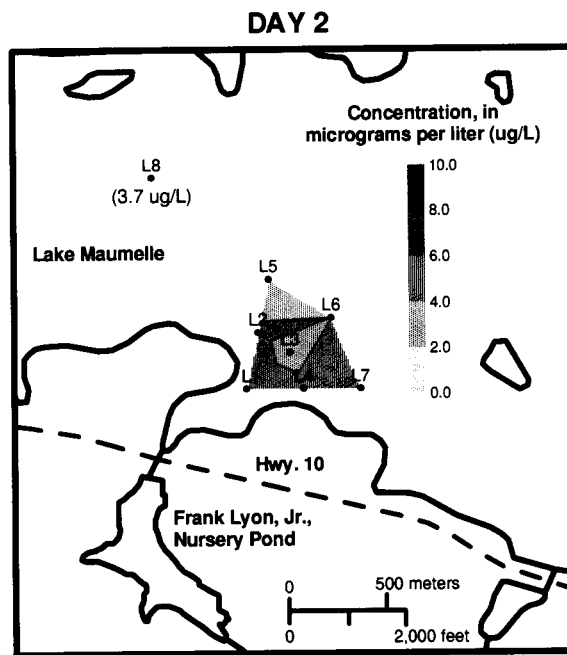 DAY 2
Concentration, in
micrograms per liter (ug/L)
10.0
8.0
6.0
4.0
2.0
0.0
L8
(3.7 ug/L)
Lake Maumelle
L5
L6
L2
L3
L7
Hwy. 10
Frank Lyon, Jr.,
Nursery Pond
0 500 meters
0 2,000 feet